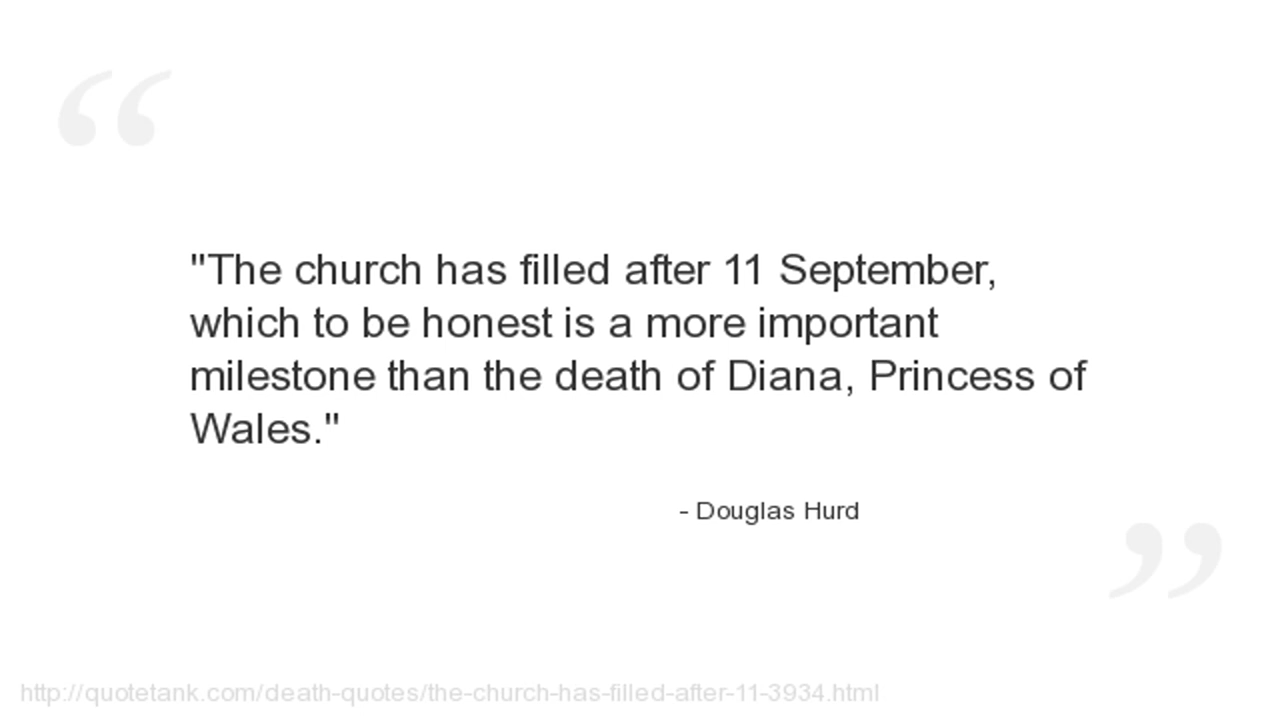 "The church has filled after 11 September,
which to be honest is a more important
milestone than the death of Diana, Princess of
Wales."
- Douglas Hurd
http://quotetank.com/death-quotes/the-church-has-filled-after-11-3934.html